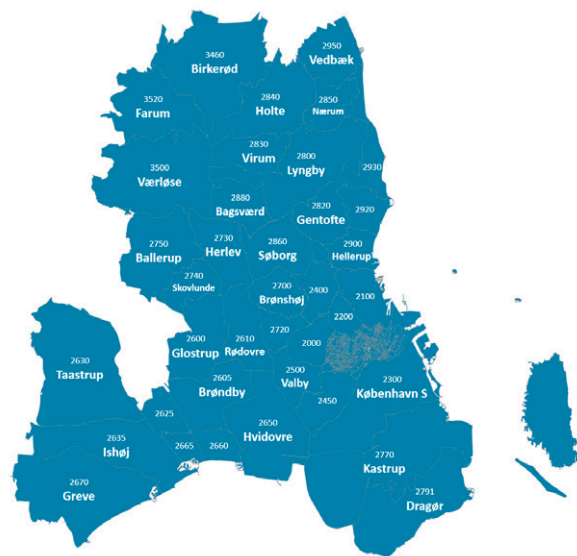 2950
Vedbæk
3460
Birkerød
3520
Farum
2840
Holte
2850
Nærum
2830
Virum
2800
Lyngby
2930
3500
Værløse
2880
Bagsværd
2820
Gentofte
2920
2750
Ballerup
2730
Herlev
2860
Søborg
2900
Hellerup
2740
Skovlunde
2700
Brønshøj
2400
2100
2200
2720
2000
2600
Glostrup
2610
Rødovre
2630
Taastrup
2500
Valby
2605
Brøndby
2450
2300
København S
2625
2650
Hvidovre
2635
Ishøj
2665
2660
2770
Kastrup
2670
Greve
2791
Dragør